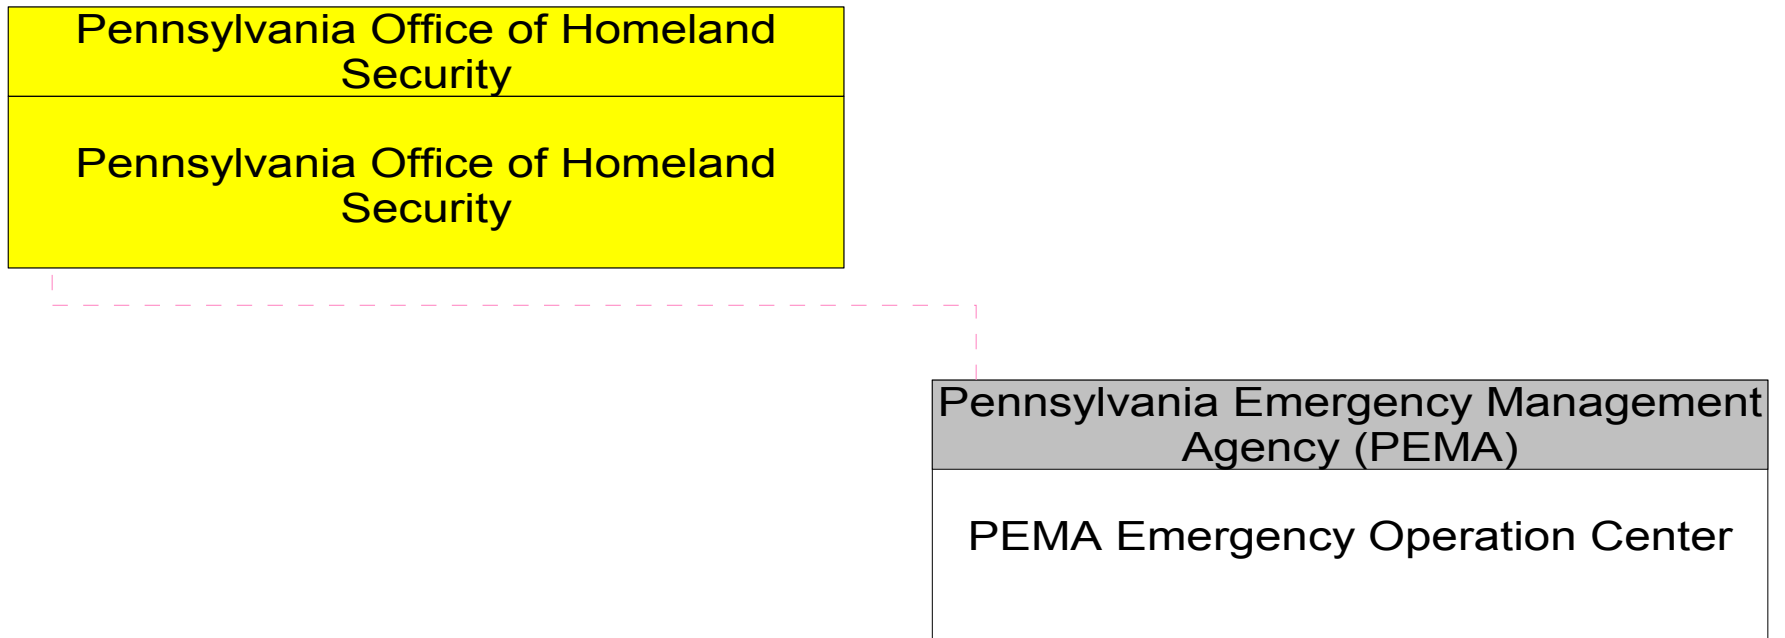 Pennsylvania Office of Homeland
Security
Pennsylvania Office of Homeland
Security
Pennsylvania Emergency Management
Agency (PEMA)
PEMA Emergency Operation Center